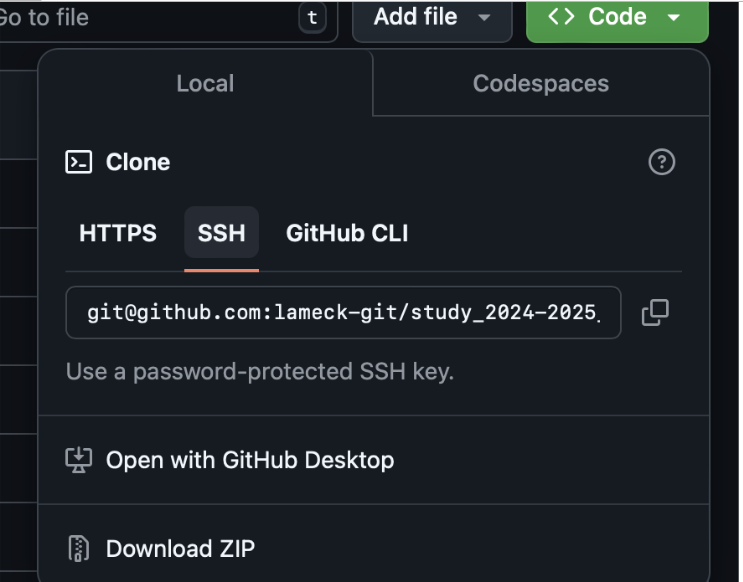 Go to file t Add file <> Code
Local Codespaces
Clone
HTTPS SSH GitHub CLI
git@github.com:lameck-git/study_2024-2025
Use a password-protected SSH key.
Open with GitHub Desktop
Download ZIP